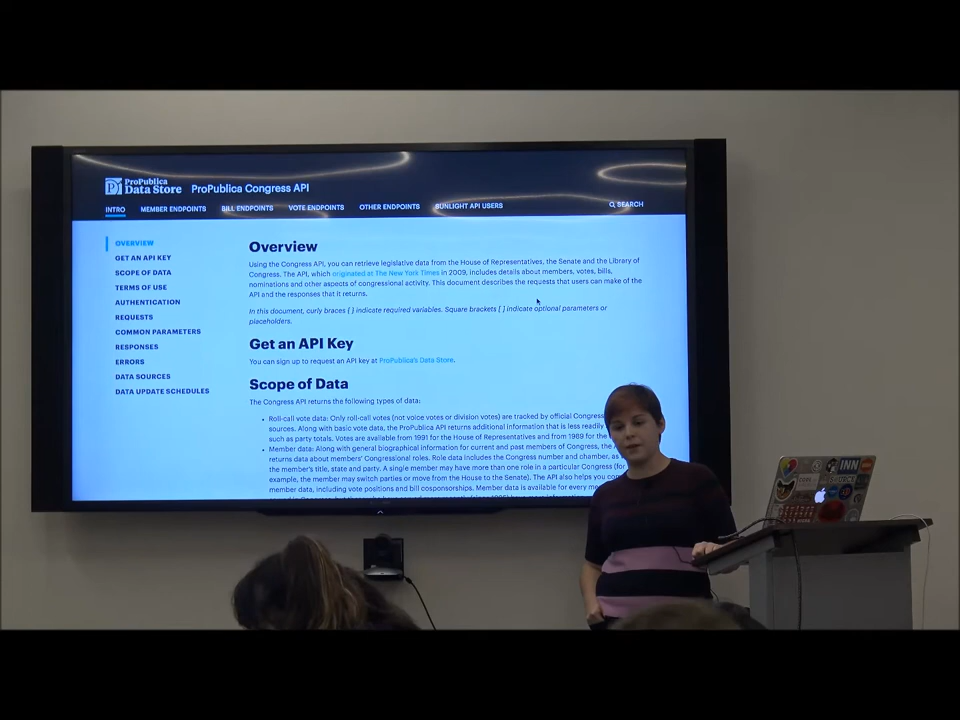 ProPublica
Data Store
ProPublica Congress API
INTRO MEMBER ENDPOINTS BILL ENDPOINTS VOTE ENDPOINTS OTHER ENDPOINTS SUNLIGHT API USERS SEARCH
OVERVIEW
GET AN API KEY
SCOPE OF DATA
TERMS OF USE
AUTHENTICATION
REQUESTS
COMMON PARAMETERS
RESPONSES
ERRORS
DATA SOURCES
DATA UPDATE SCHEDULES
Overview
Using the Congress API, you can retrieve legislative data from the House of Representatives, the Senate and the Library of
Congress. The API, which originated at The New York Times in 2009, includes details about members, votes, bills,
nominations and other aspects of congressional activity. This document describes the requests that users can make of the
API and the responses that it returns.
In this document, curly braces { } indicate required variables. Square brackets [ ] indicate optional parameters or
placeholders.
Get an API Key
You can sign up to request an API key at ProPublica's Data Store.
Scope of Data
The Congress API returns the following types of data:
• Roll-call vote data: Only roll-call votes (not voice votes or division votes) are tracked by official Congres
sources. Along with basic vote data, the ProPublica API returns additional information that is less readily
such as party totals. Votes are available from 1991 for the House of Representatives and from 1989 for the
• Member data: Along with general biographical information for current and past members of Congress, the
returns data about members' Congressional roles. Role data includes the Congress number and chamber, as
the member's title, state and party. A single member may have more than one role in a particular Congress (for
example, the member may switch parties or move from the House to the Senate). The API also helps you
member data, including vote positions and bill cosponsorships. Member data is available for every
INN